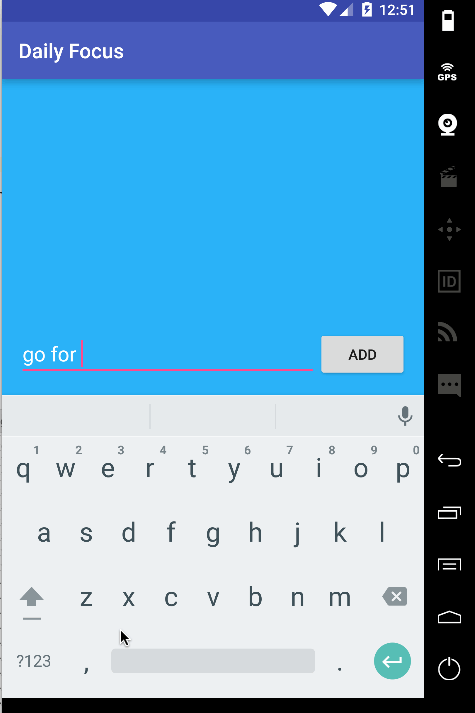 12:51
Daily Focus
GPS
ID
go for
ADD
1 2 3 4 5 6 7 8 9 0
q w e r t y u i o p
a s d f g h j k l
z x c v b n m
?123 , .